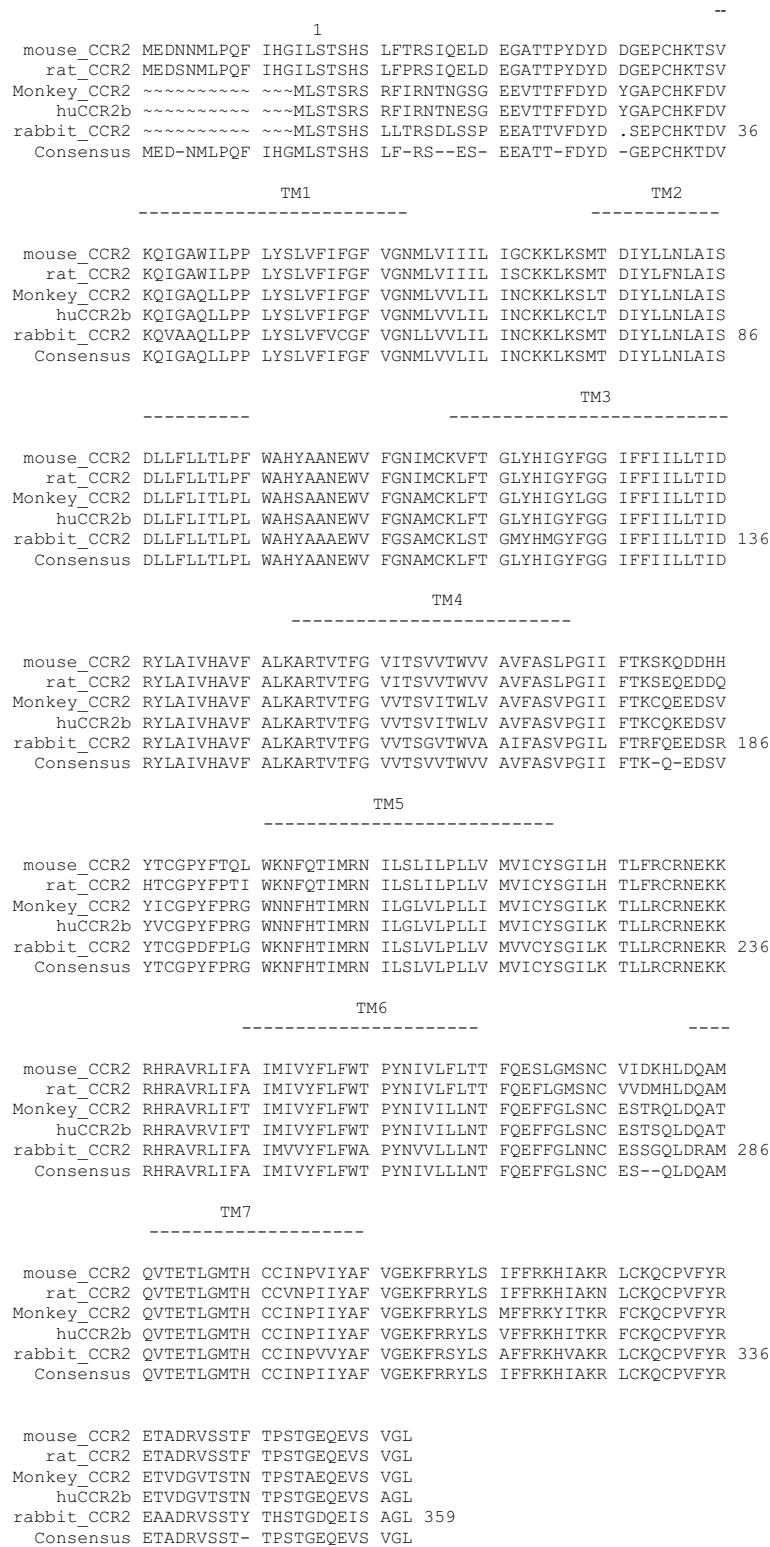 --
1
mouse_CCR2 MEDNNMLPQF IHGILSTSHS LFTRSIQELD EGATTPYDYD DGEPCHKTSV
rat_CCR2 MEDSNMLPQF IHGILSTSHS LFPRSIQELD EGATTPYDYD DGEPCHKTSV
Monkey_CCR2 ~~~~~~~~~~ ~~~MLSTSRS RFIRNTNGSG EEVTTFFDYD YGAPCHKFDV
huCCR2b ~~~~~~~~~~ ~~~MLSTSRS RFIRNTNESG EEVTTFFDYD YGAPCHKFDV
rabbit_CCR2 ~~~~~~~~~~ ~~~MLSTSHS LLTRSDLSSP EEATTVFDYD .SEPCHKTDV 36
Consensus MED-NMLPQF IHGMLSTSHS LF-RS--ES- EEATT-FDYD -GEPCHKTDV
TM1 TM2
------------------------- ------------
mouse_CCR2 KQIGAWILPP LYSLVFIFGF VGNMLVIIIL IGCKKLKSMT DIYLLNLAIS
rat_CCR2 KQIGAWILPP LYSLVFIFGF VGNMLVIIIL ISCKKLKSMT DIYLFNLAIS
Monkey_CCR2 KQIGAQLLPP LYSLVFIFGF VGNMLVVLIL INCKKLKSLT DIYLLNLAIS
huCCR2b KQIGAQLLPP LYSLVFIFGF VGNMLVVLIL INCKKLKCLT DIYLLNLAIS
rabbit_CCR2 KQVAAQLLPP LYSLVFVCGF VGNLLVVLIL INCKKLKSMT DIYLLNLAIS 86
Consensus KQIGAQLLPP LYSLVFIFGF VGNMLVVLIL INCKKLKSMT DIYLLNLAIS
TM3
---------- --------------------------
mouse_CCR2 DLLFLLTLPF WAHYAANEWV FGNIMCKVFT GLYHIGYFGG IFFIILLTID
rat_CCR2 DLLFLLTLPF WAHYAANEWV FGNIMCKLFT GLYHIGYFGG IFFIILLTID
Monkey_CCR2 DLLFLITLPL WAHSAANEWV FGNAMCKLFT GLYHIGYLGG IFFIILLTID
huCCR2b DLLFLITLPL WAHSAANEWV FGNAMCKLFT GLYHIGYFGG IFFIILLTID
rabbit_CCR2 DLLFLLTLPL WAHYAAAEWV FGSAMCKLST GMYHMGYFGG IFFIILLTID 136
Consensus DLLFLLTLPL WAHYAANEWV FGNAMCKLFT GLYHIGYFGG IFFIILLTID
TM4
--------------------------
mouse_CCR2 RYLAIVHAVF ALKARTVTFG VITSVVTWVV AVFASLPGII FTKSKQDDHH
rat_CCR2 RYLAIVHAVF ALKARTVTFG VITSVVTWVV AVFASLPGII FTKSEQEDDQ
Monkey_CCR2 RYLAIVHAVF ALKARTVTFG VVTSVITWLV AVFASVPGII FTKCQEEDSV
huCCR2b RYLAIVHAVF ALKARTVTFG VVTSVITWLV AVFASVPGII FTKCQKEDSV
rabbit_CCR2 RYLAIVHAVF ALKARTVTFG VVTSGVTWVA AIFASVPGIL FTRFQEEDSR 186
Consensus RYLAIVHAVF ALKARTVTFG VVTSVVTWVV AVFASVPGII FTK-Q-EDSV
TM5
---------------------------
mouse_CCR2 YTCGPYFTQL WKNFQTIMRN ILSLILPLLV MVICYSGILH TLFRCRNEKK
rat_CCR2 HTCGPYFPTI WKNFQTIMRN ILSLILPLLV MVICYSGILH TLFRCRNEKK
Monkey_CCR2 YICGPYFPRG WNNFHTIMRN ILGLVLPLLI MVICYSGILK TLLRCRNEKK
huCCR2b YVCGPYFPRG WNNFHTIMRN ILGLVLPLLI MVICYSGILK TLLRCRNEKK
rabbit_CCR2 YTCGPDFPLG WKNFHTIMRN ILSLVLPLLV MVVCYSGILK TLLRCRNEKR 236
Consensus YTCGPYFPRG WKNFHTIMRN ILSLVLPLLV MVICYSGILK TLLRCRNEKK
TM6
---------------------- ----
mouse_CCR2 RHRAVRLIFA IMIVYFLFWT PYNIVLFLTT FQESLGMSNC VIDKHLDQAM
rat_CCR2 RHRAVRLIFA IMIVYFLFWT PYNIVLFLTT FQEFLGMSNC VVDMHLDQAM
Monkey_CCR2 RHRAVRLIFT IMIVYFLFWT PYNIVILLNT FQEFFGLSNC ESTRQLDQAT
huCCR2b RHRAVRVIFT IMIVYFLFWT PYNIVILLNT FQEFFGLSNC ESTSQLDQAT
rabbit_CCR2 RHRAVRLIFA IMVVYFLFWA PYNVVLLLNT FQEFFGLNNC ESSGQLDRAM 286
Consensus RHRAVRLIFA IMIVYFLFWT PYNIVLLLNT FQEFFGLSNC ES--QLDQAM
TM7
--------------------
mouse_CCR2 QVTETLGMTH CCINPVIYAF VGEKFRRYLS IFFRKHIAKR LCKQCPVFYR
rat_CCR2 QVTETLGMTH CCVNPIIYAF VGEKFRRYLS IFFRKHIAKN LCKQCPVFYR
Monkey_CCR2 QVTETLGMTH CCINPIIYAF VGEKFRRYLS MFFRKYITKR FCKQCPVFYR
huCCR2b QVTETLGMTH CCINPIIYAF VGEKFRRYLS VFFRKHITKR FCKQCPVFYR
rabbit_CCR2 QVTETLGMTH CCINPVVYAF VGEKFRSYLS AFFRKHVAKR LCKQCPVFYR 336
Consensus QVTETLGMTH CCINPIIYAF VGEKFRRYLS IFFRKHIAKR LCKQCPVFYR
mouse_CCR2 ETADRVSSTF TPSTGEQEVS VGL
rat_CCR2 ETADRVSSTF TPSTGEQEVS VGL
Monkey_CCR2 ETVDGVTSTN TPSTAEQEVS VGL
huCCR2b ETVDGVTSTN TPSTGEQEVS AGL
rabbit_CCR2 EAADRVSSTY THSTGDQEIS AGL 359
Consensus ETADRVSST- TPSTGEQEVS VGL